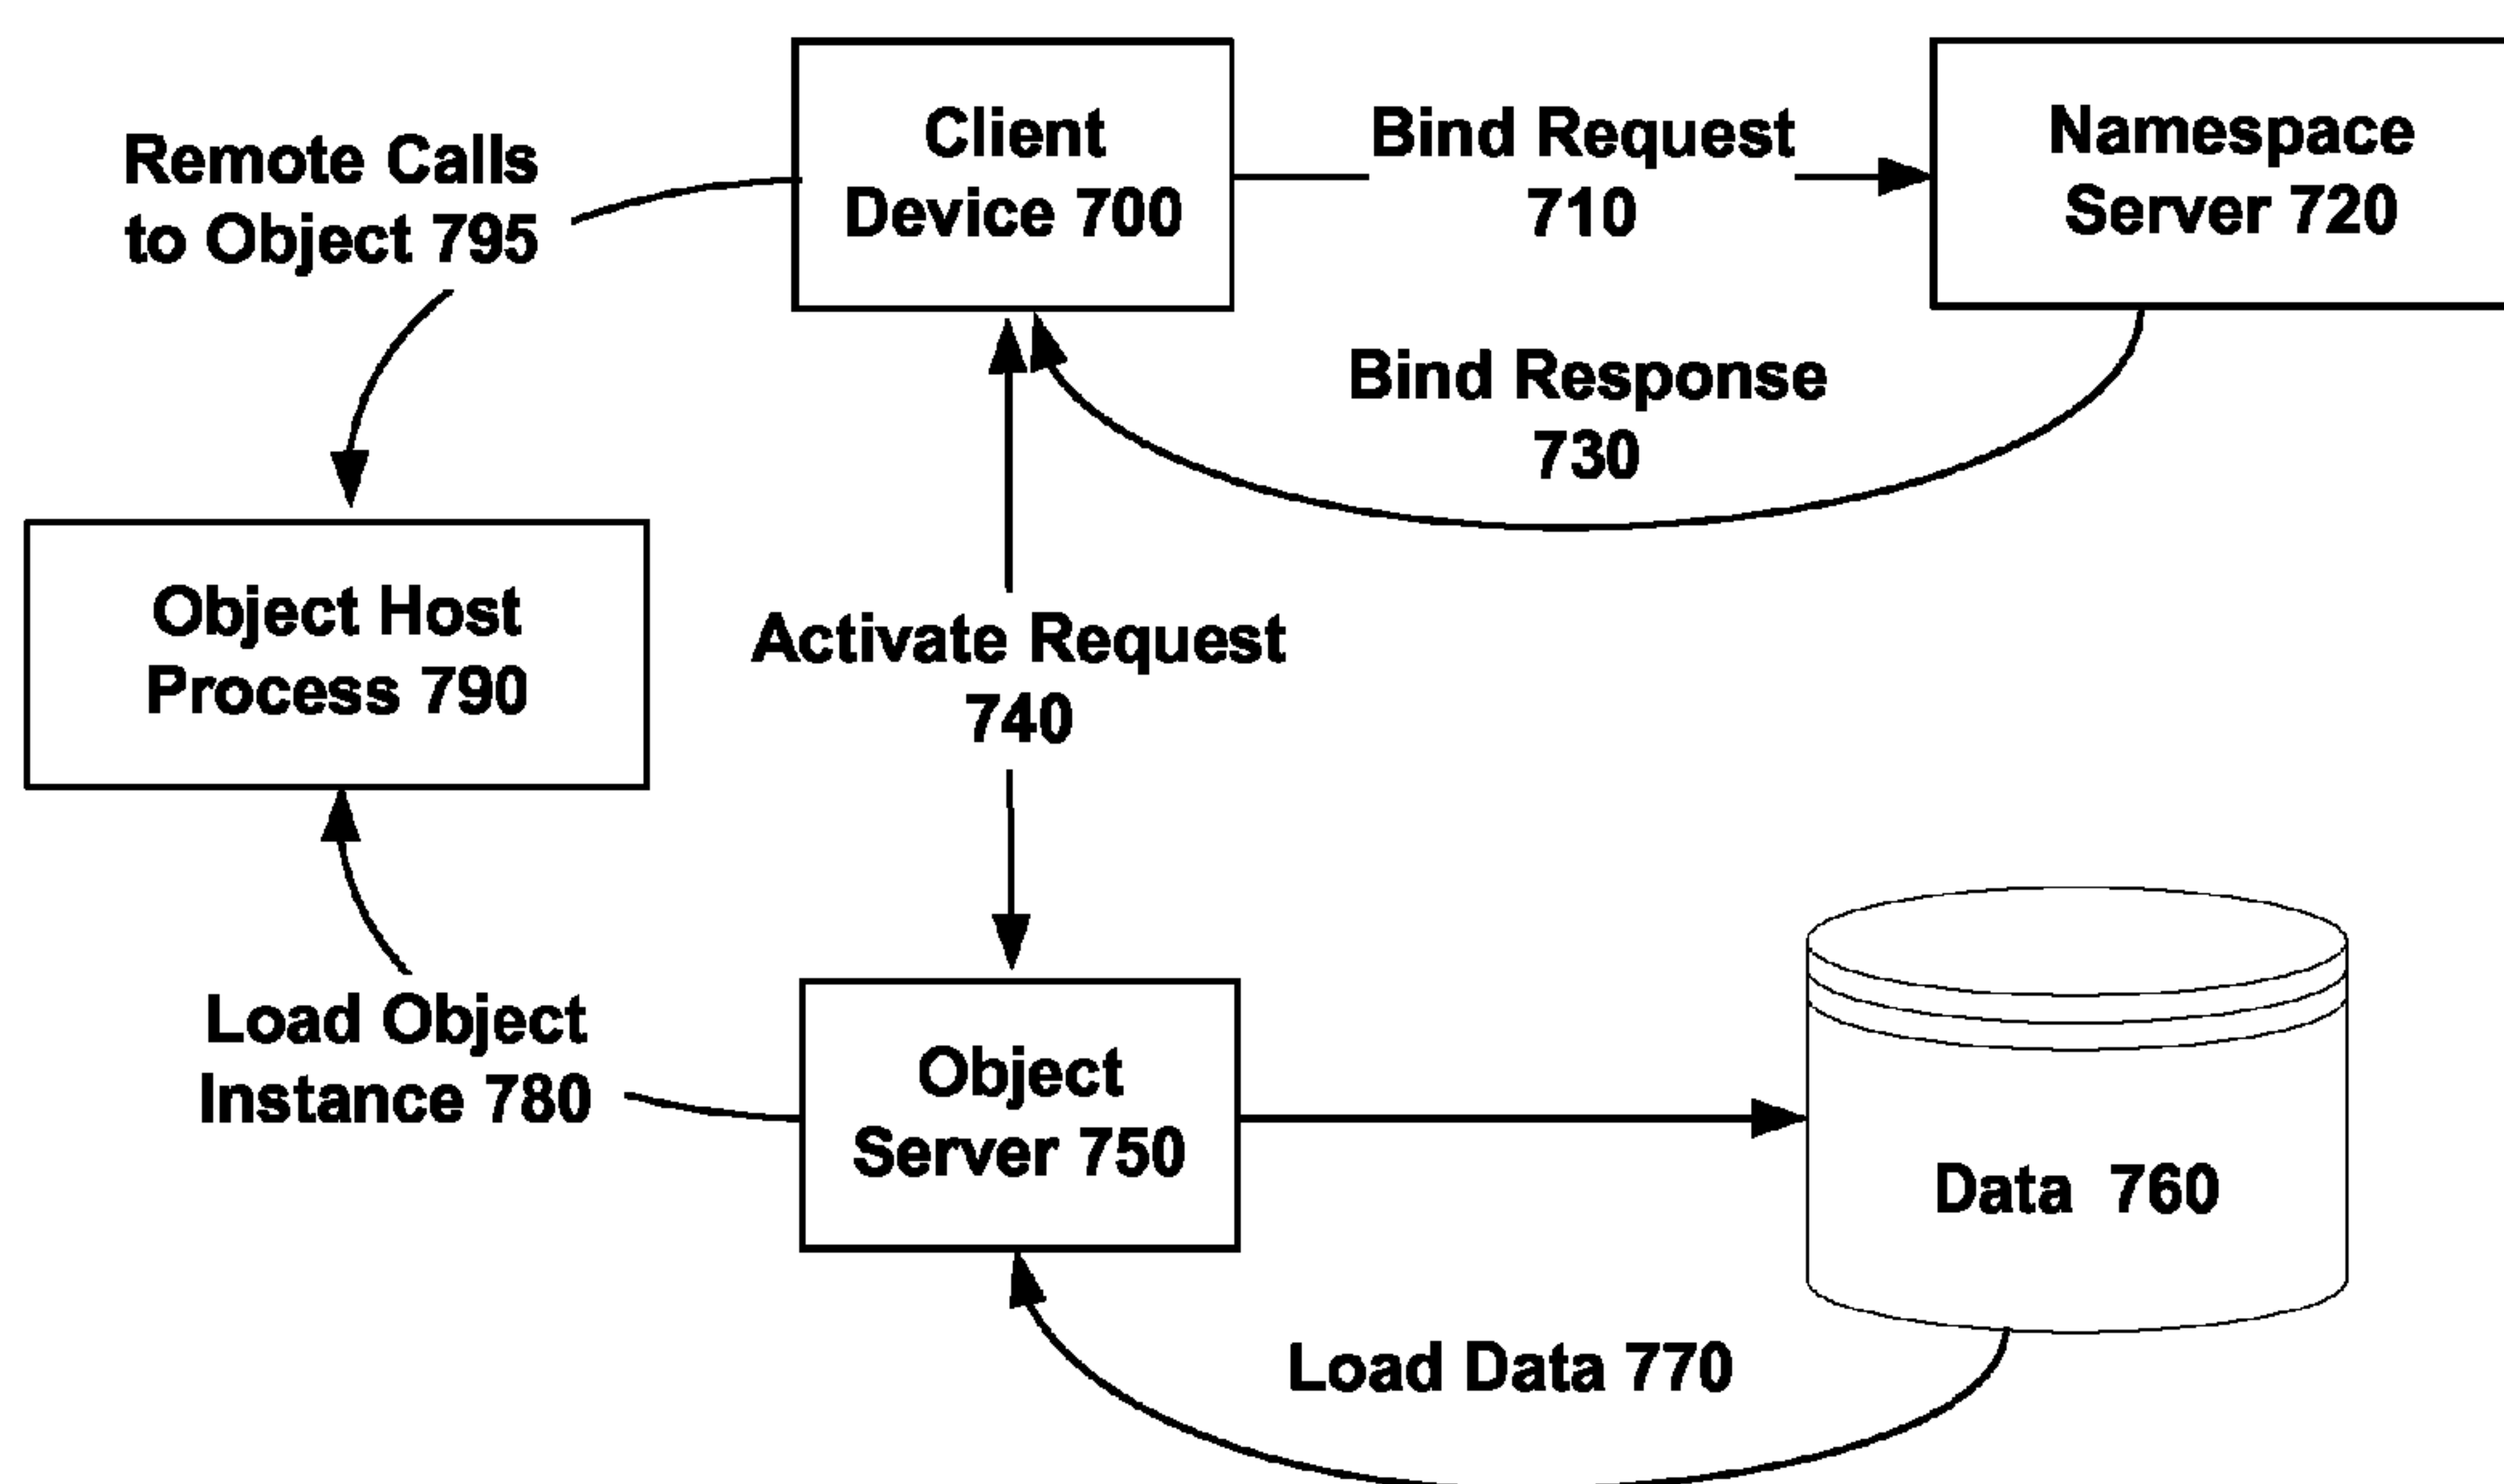 Client
Device 700
Bind Request
710
Namespace
Server 720
Remote Calls
to Object 795
Bind Response
730
Object Host
Process 790
Activate Request
740
Load Object
Instance 780
Object
Server 750
Data 760
Load Data 770